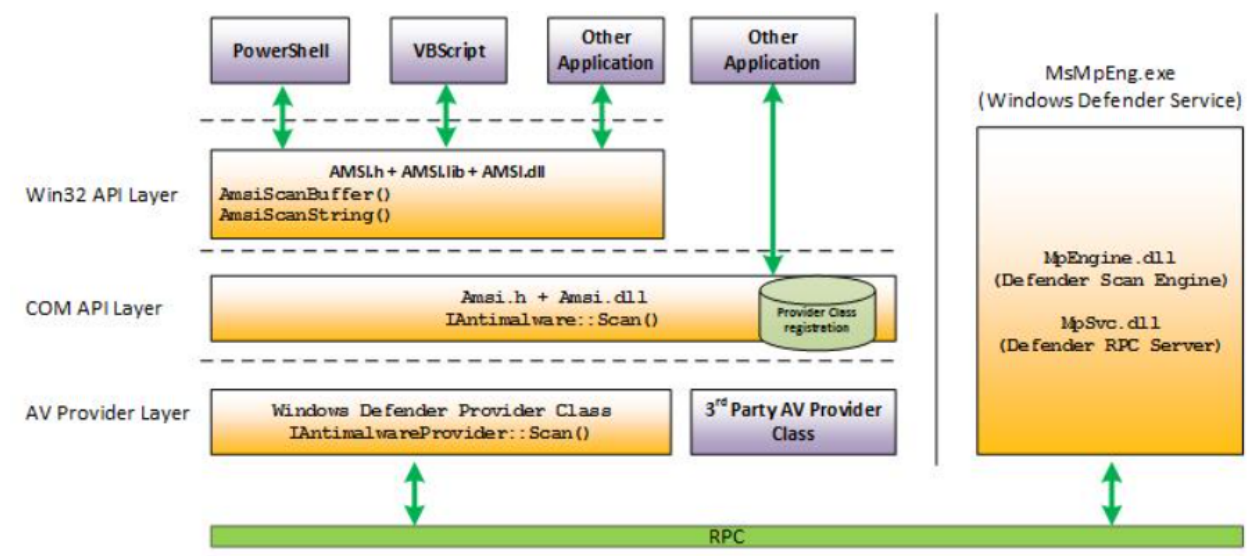 PowerShell
VBScript
Other
Application
Other
Application
MsMpEng.exe
(Windows Defender Service)
Win32 API Layer
AMSI.h + AMSI.lib + AMSI.dll
AmsiScanBuffer()
AmsiScanString()
COM API Layer
Amsi.h + Amsi.dll
IAntimalware::Scan()
Provider Class
registration
MpEngine.dll
(Defender Scan Engine)
MpSvc.dll
(Defender RPC Server)
AV Provider Layer
Windows Defender Provider Class
IAntimalwareProvider::Scan()
3rd Party AV Provider
Class
RPC